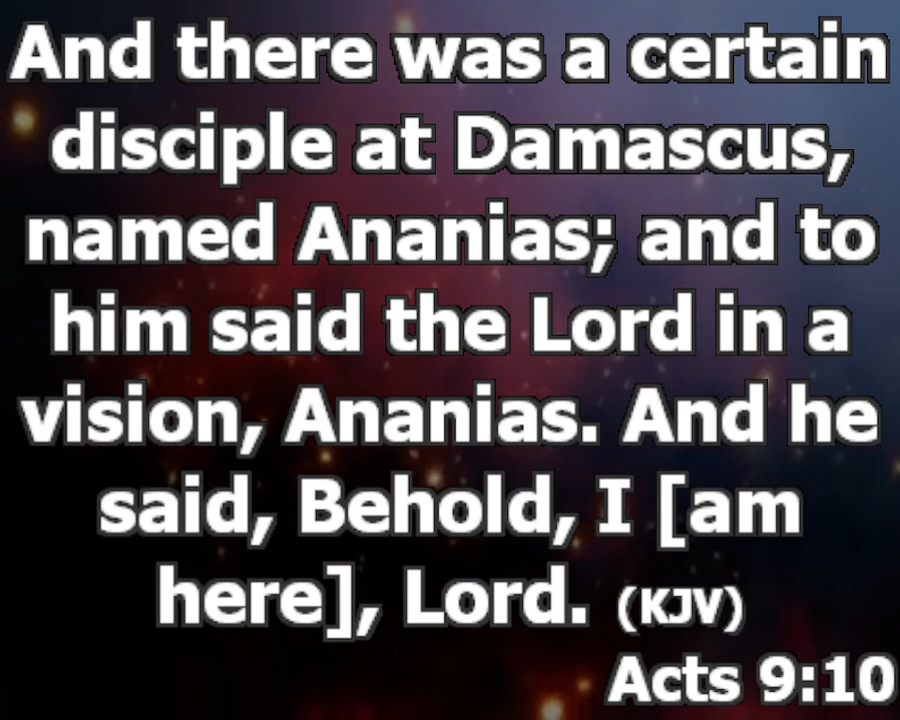 And there was a certain
disciple at Damascus,
named Ananias; and to
him said the Lord in a
vision, Ananias. And he
said, Behold, I [am
here], Lord. (KJV)
Acts 9:10